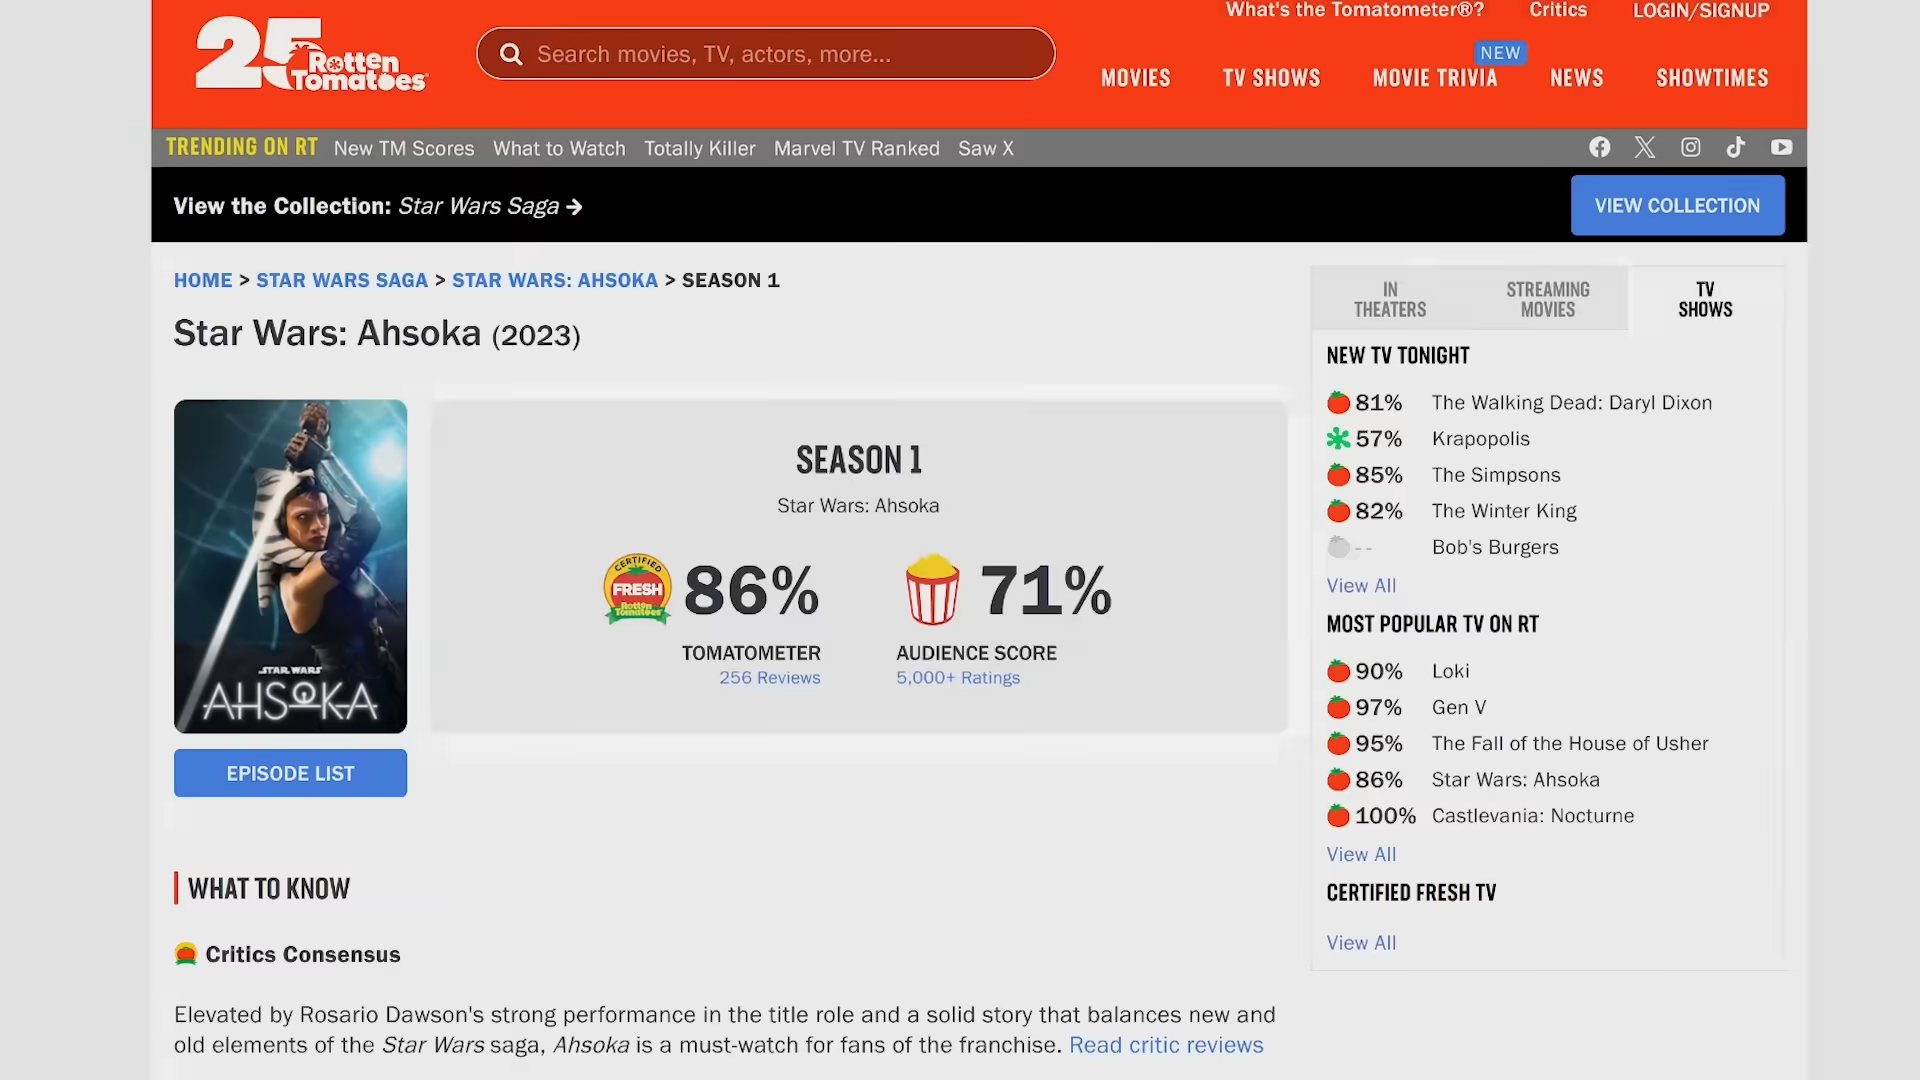 What's the Tomatometer®?
Critics
LOGIN/SIGNUP
25 Rotten Tomatoes
Search movies, TV, actors, more...
NEW
MOVIES
TV SHOWS
MOVIE TRIVIA
NEWS
SHOWTIMES
TRENDING ON RT New TM Scores What to Watch Totally Killer Marvel TV Ranked Saw X
View the Collection: Star Wars Saga →
VIEW COLLECTION
HOME > STAR WARS SAGA > STAR WARS: AHSOKA > SEASON 1
Star Wars: Ahsoka (2023)
STAR WARS
AHSOKA
EPISODE LIST
SEASON 1
Star Wars: Ahsoka
CERTIFIED
FRESH
Rotten
Tomatoes
86%
TOMATOMETER
256 Reviews
71%
AUDIENCE SCORE
5,000+ Ratings
WHAT TO KNOW
Critics Consensus
Elevated by Rosario Dawson's strong performance in the title role and a solid story that balances new and
old elements of the Star Wars saga, Ahsoka is a must-watch for fans of the franchise. Read critic reviews
IN
THEATERS
STREAMING
MOVIES
TV
SHOWS
NEW TV TONIGHT
81% The Walking Dead: Daryl Dixon
57% Krapopolis
85% The Simpsons
82% The Winter King
- - Bob's Burgers
View All
MOST POPULAR TV ON RT
90% Loki
97% Gen V
95% The Fall of the House of Usher
86% Star Wars: Ahsoka
100% Castlevania: Nocturne
View All
CERTIFIED FRESH TV
View All